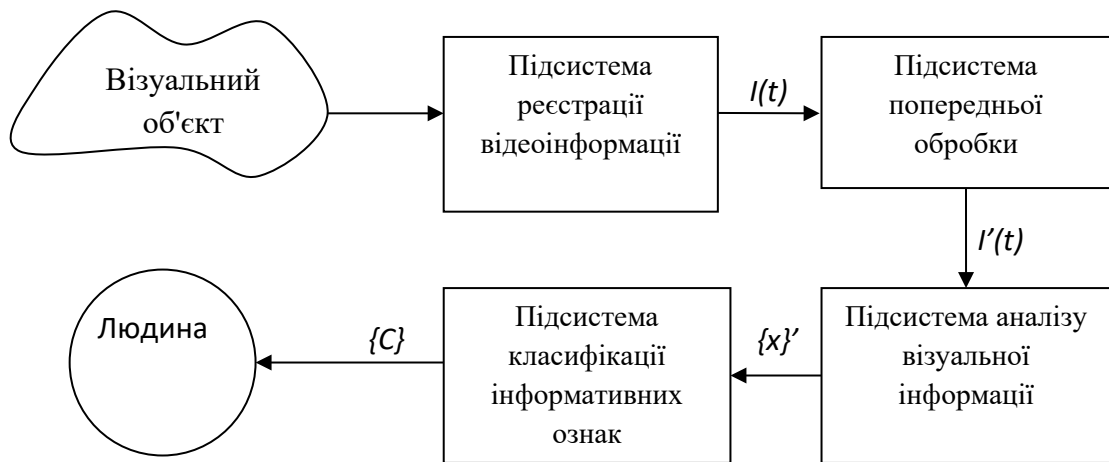 Візуальний
об'єкт
Підсистема
реєстрації
відеоінформації
I(t)
Підсистема
попередньої
обробки
I’(t)
Підсистема аналізу
візуальної
інформації
{x}’
Підсистема
класифікації
інформативних
ознак
{C}
Людина